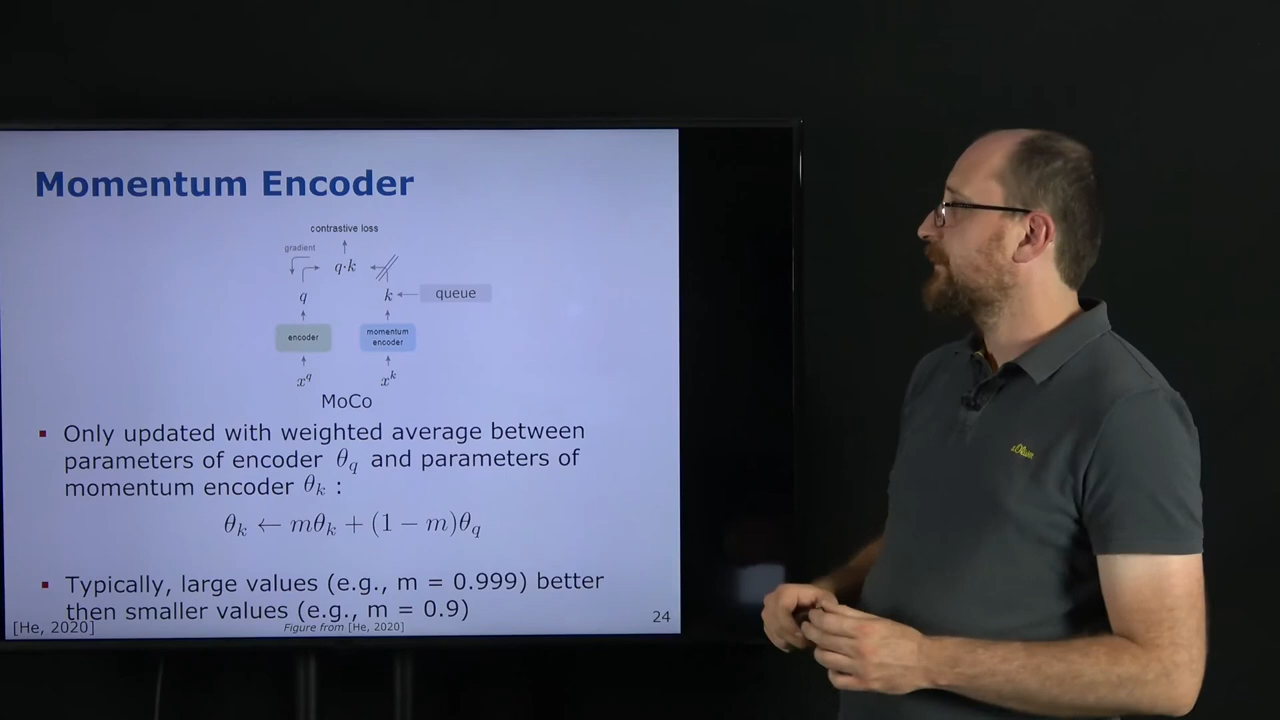 Momentum Encoder
contrastive loss
gradient
q·k
q
k
queue
encoder
momentum
encoder
x^q
x^k
MoCo
▪ Only updated with weighted average between
parameters of encoder θ_q and parameters of
momentum encoder θ_k :
θ_k ← mθ_k + (1 − m)θ_q
▪ Typically, large values (e.g., m = 0.999) better
then smaller values (e.g., m = 0.9)
[He, 2020]
Figure from [He, 2020]
24
s.Oliver